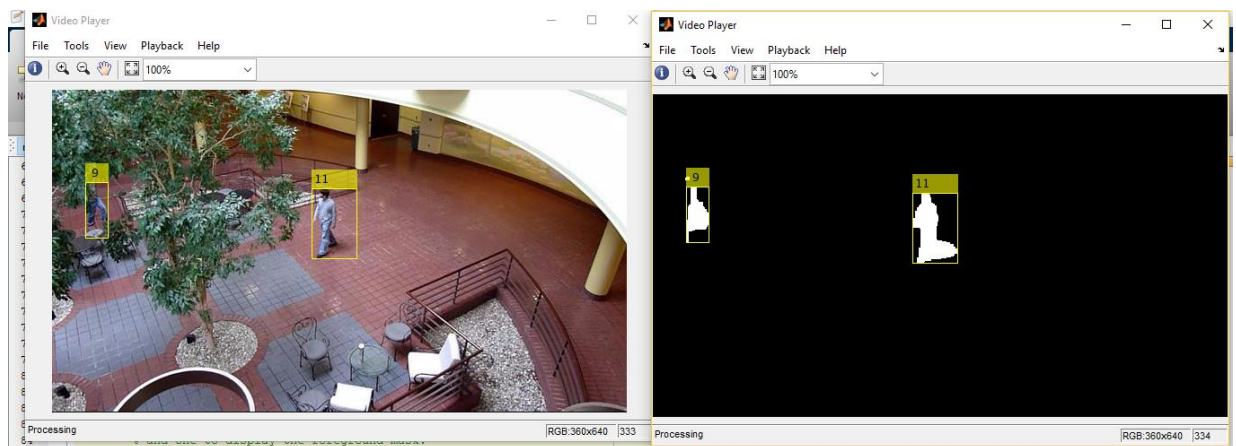 Video Player
File Tools View Playback Help
100%
9
11
Processing
RGB:360x640 333
% and one to display the foreground mask.
Video Player
File Tools View Playback Help
100%
9
11
Processing
RGB:360x640 334